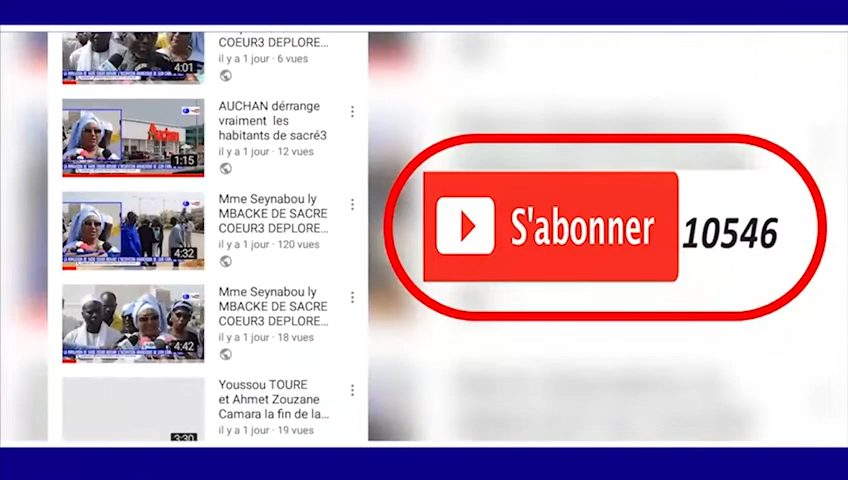 COEUR3 DEPLORE...
il y a 1 jour · 6 vues
4:01
AUCHAN dérrange
vraiment les
habitants de sacré3
il y a 1 jour · 12 vues
Auchan
1:15
Mme Seynabou ly
MBACKE DE SACRE
COEUR3 DEPLORE...
il y a 1 jour · 120 vues
4:32
Mme Seynabou ly
MBACKE DE SACRE
COEUR3 DEPLORE...
il y a 1 jour · 18 vues
4:42
Youssou TOURE
et Ahmet Zouzane
Camara la fin de la...
il y a 1 jour · 19 vues
3:30
S'abonner
10546